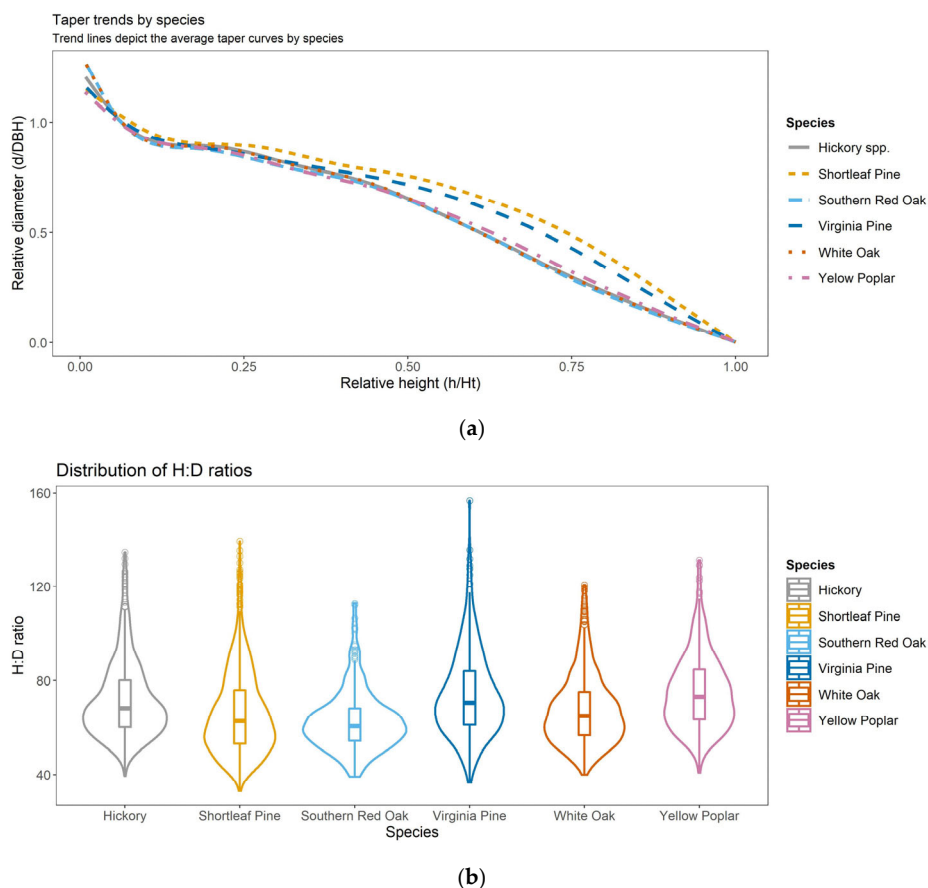 Taper trends by species
Trend lines depict the average taper curves by species
Relative diameter (d/DBH)
1.0
0.5
0.0
0.00 0.25 0.50 0.75 1.00
Relative height (h/Ht)
Species
Hickory spp.
Shortleaf Pine
Southern Red Oak
Virginia Pine
White Oak
Yelow Poplar
(a)
Distribution of H:D ratios
H:D ratio
160
120
80
40
Hickory Shortleaf Pine Southern Red Oak Virginia Pine White Oak Yellow Poplar
Species
Species
Hickory
Shortleaf Pine
Southern Red Oak
Virginia Pine
White Oak
Yellow Poplar
(b)